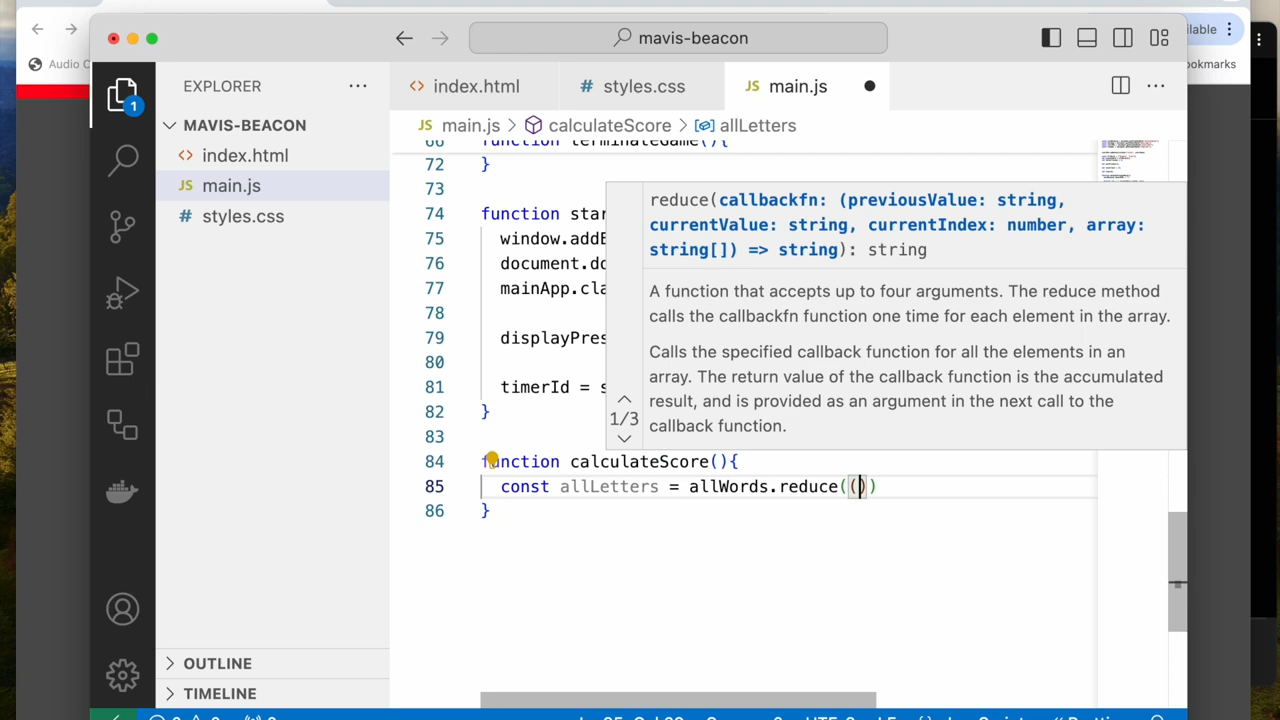 ilable
mavis-beacon
Audio
ookmarks
EXPLORER
index.html
styles.css
main.js
1
MAVIS-BEACON
main.js
calculateScore
allLetters
index.html
main.js
styles.css
66 function terminateGame(){
72 }
73
74 function star
75 window.addE
76 document.do
77 mainApp.cla
78
79 displayPres
80
81 timerId = s
82 }
83
84 function calculateScore(){
85 const allLetters = allWords.reduce(())
86 }
reduce(callbackfn: (previousValue: string,
currentValue: string, currentIndex: number, array:
string[]) => string): string
A function that accepts up to four arguments. The reduce method
calls the callbackfn function one time for each element in the array.
Calls the specified callback function for all the elements in an
array. The return value of the callback function is the accumulated
result, and is provided as an argument in the next call to the
callback function.
1/3
OUTLINE
TIMELINE